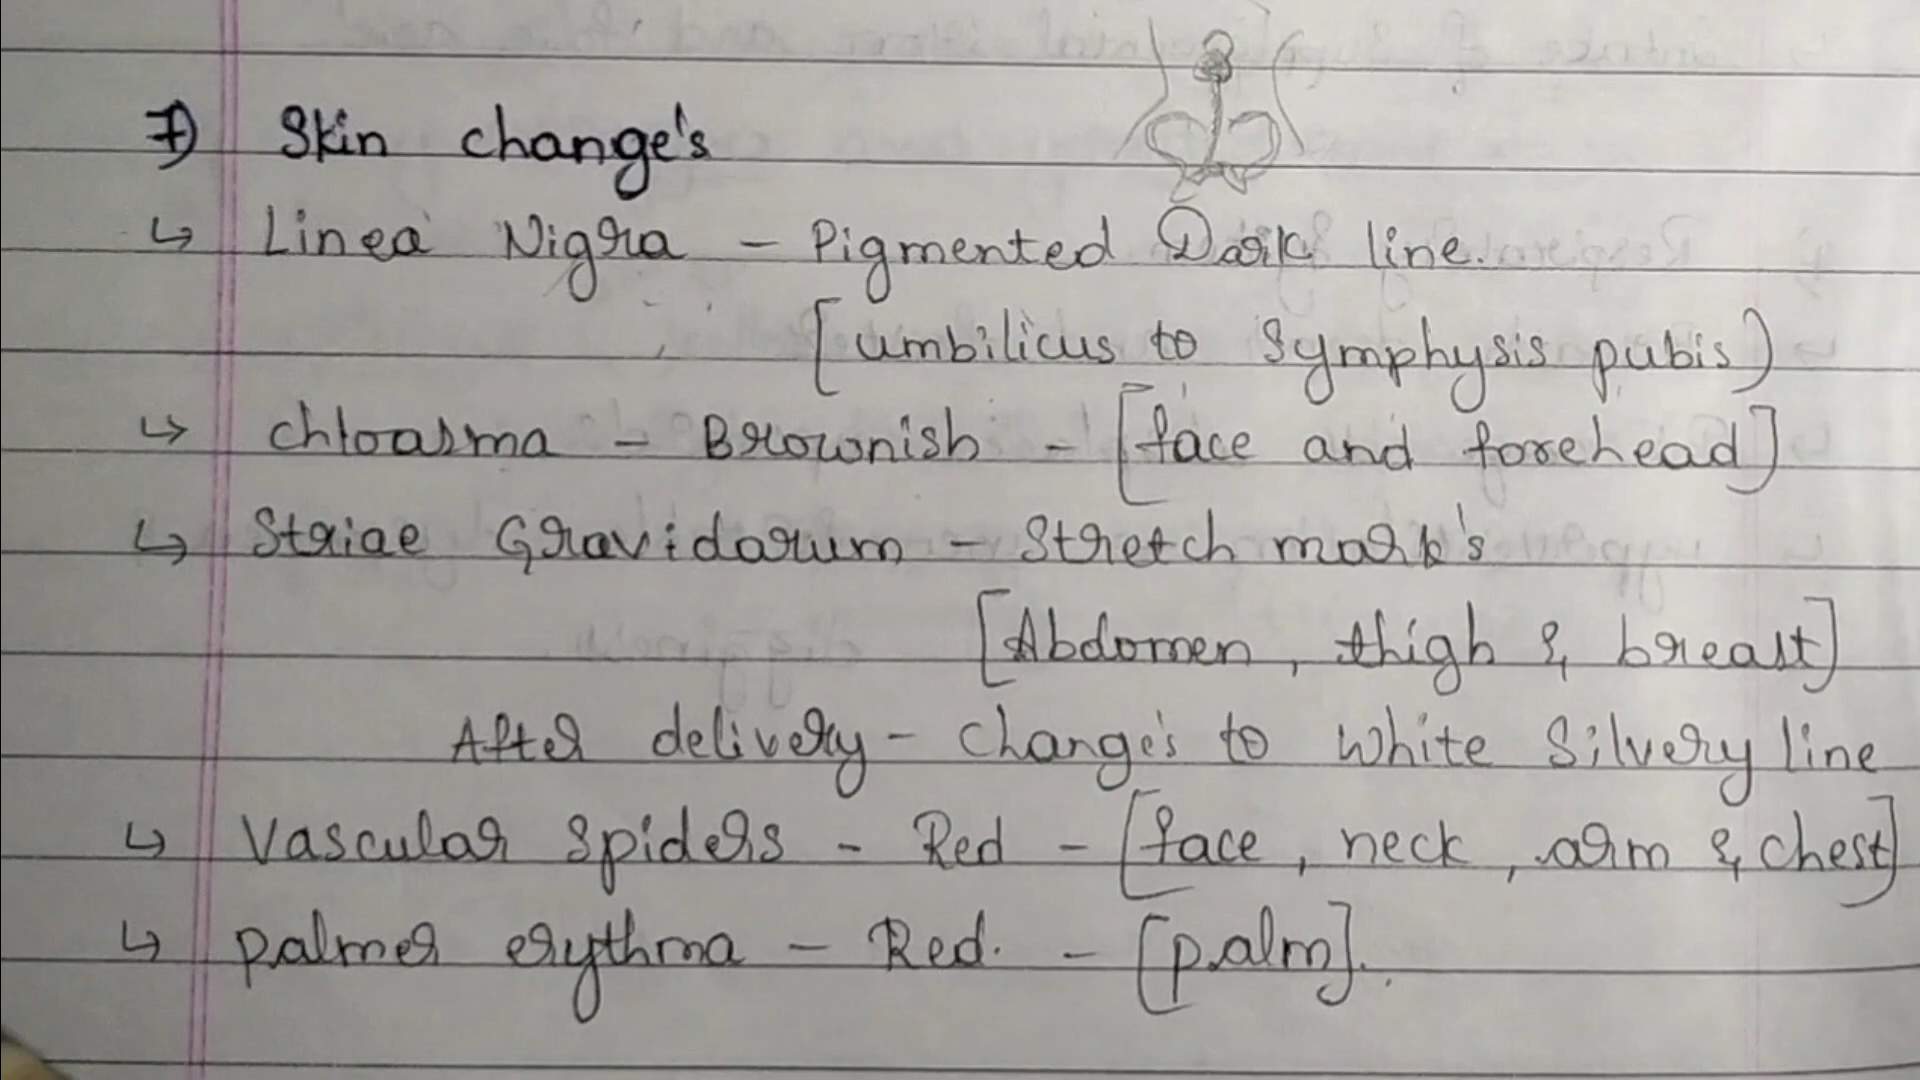 7) Skin change's
↳ Linea Nigra - Pigmented Dark line.
[umbilicus to Symphysis pubis)
↳ chloasma - Brownish - [face and forehead]
↳ Striae Gravidarum - Stretch mark's
[Abdomen, thigh & breast]
After delivery - Change's to White Silvery line
↳ Vascular Spiders - Red - [face, neck, arm & chest]
↳ palmer erythma - Red. - [palm].